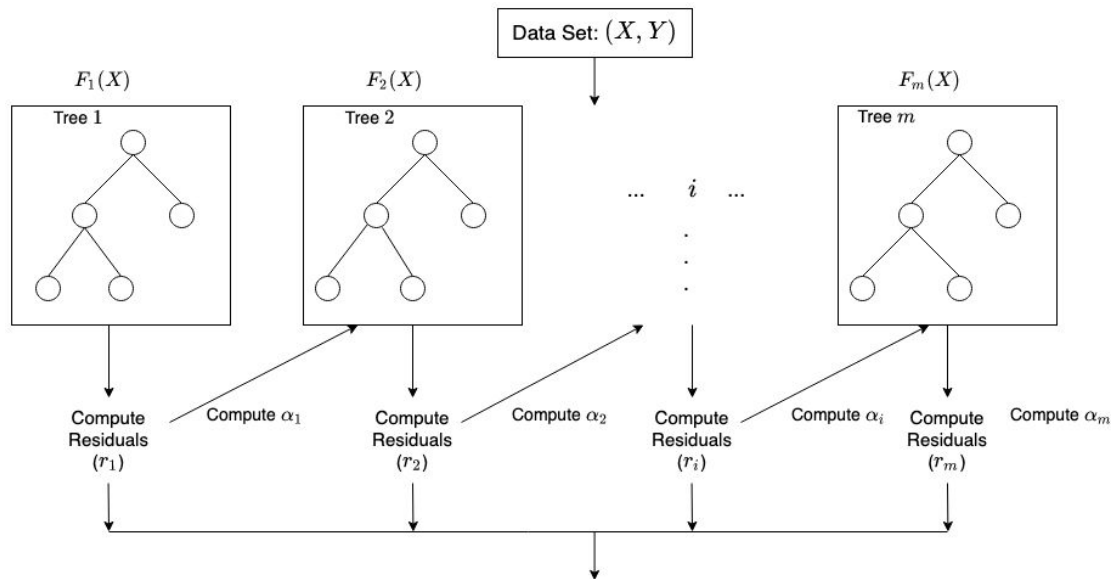 Data Set: (X, Y)
F₁(X)
F₂(X)
Fₘ(X)
Tree 1
Tree 2
Tree m
... i ...
.
.
.
Compute
Residuals
(r₁)
Compute α₁
Compute
Residuals
(r₂)
Compute α₂
Compute
Residuals
(rᵢ)
Compute αᵢ
Compute
Residuals
(rₘ)
Compute αₘ